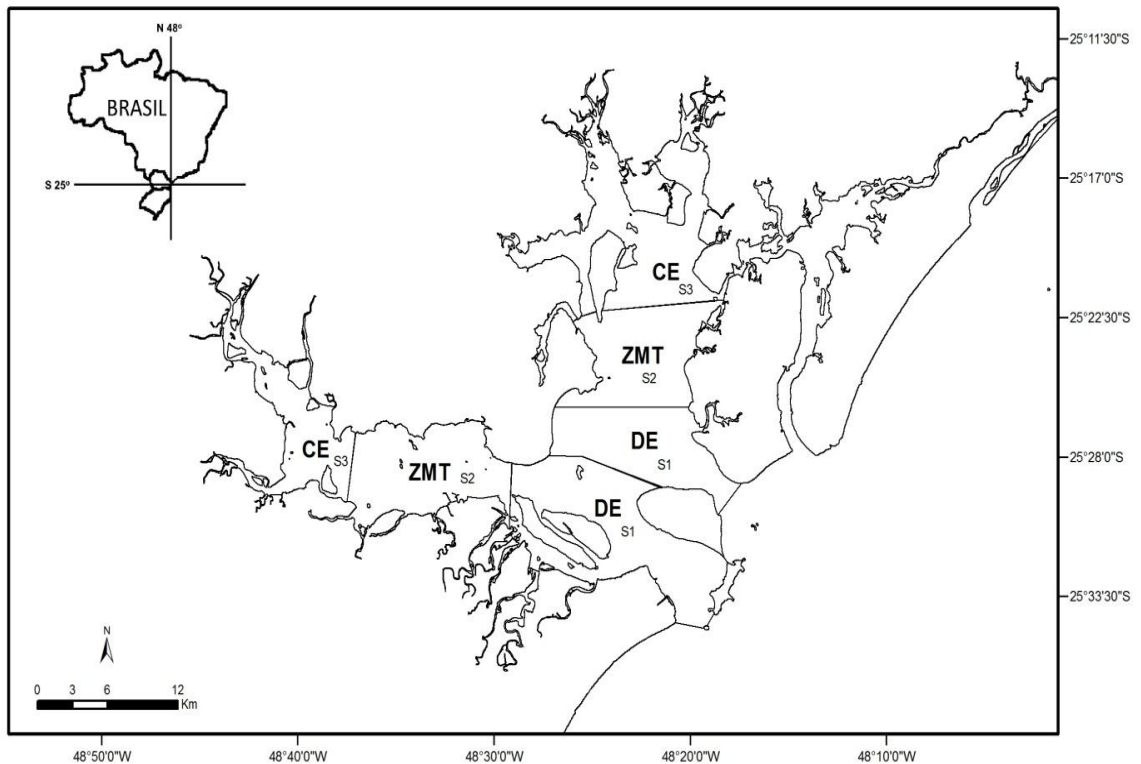 N 48º
BRASIL
S 25º
25°11'30"S
25°17'0"S
25°22'30"S
25°28'0"S
25°33'30"S
CE
S3
ZMT
S2
DE
S1
CE
S3
ZMT
S2
DE
S1
N
0 3 6 12
Km
48°50'0"W 48°40'0"W 48°30'0"W 48°20'0"W 48°10'0"W